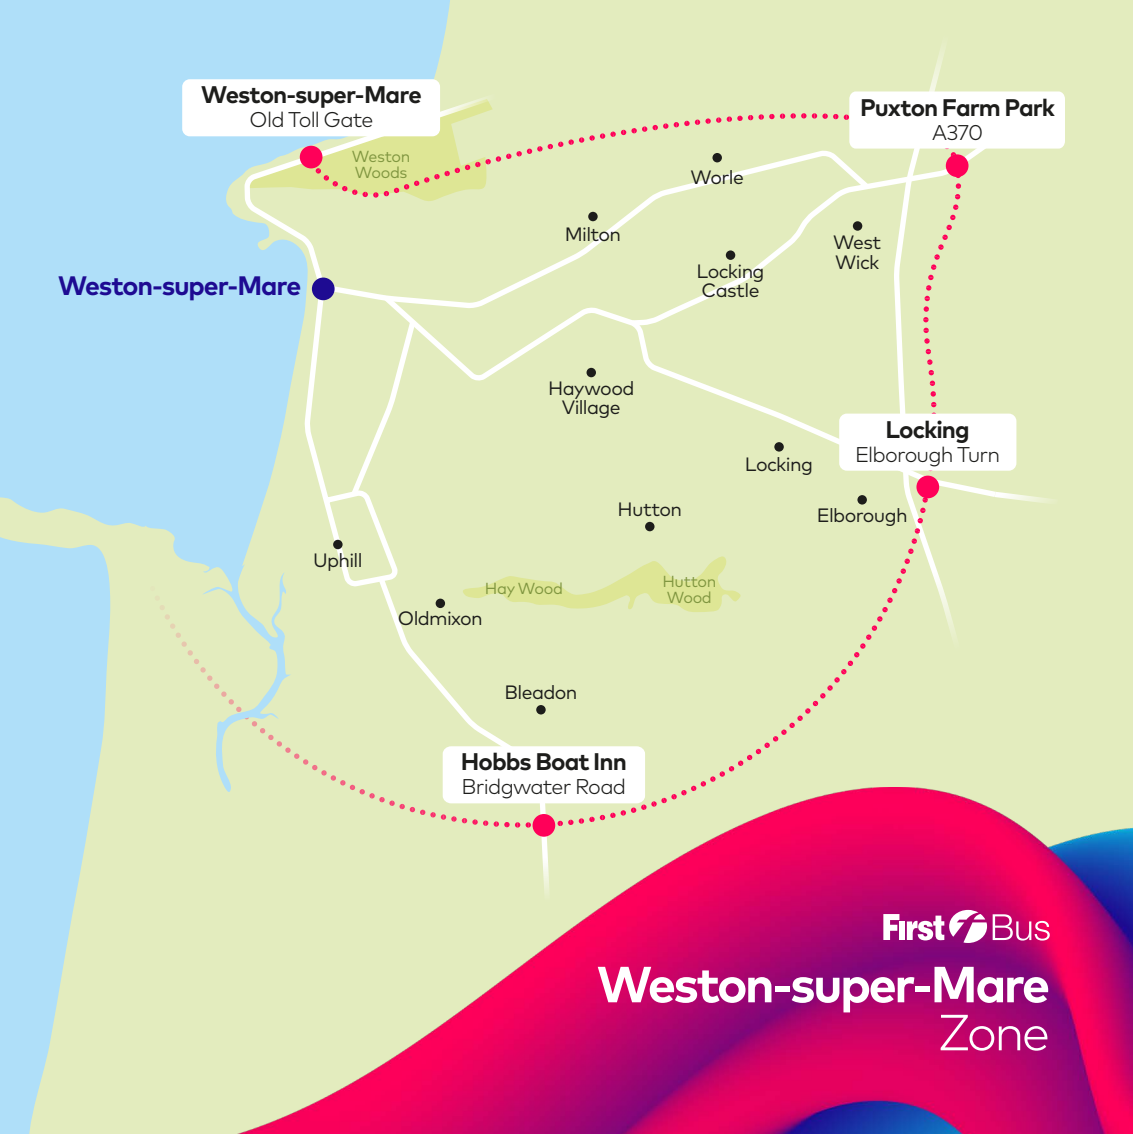 Weston-super-Mare
Old Toll Gate
Puxton Farm Park
A370
Weston
Woods
Worle
Milton
West
Wick
Locking
Castle
Weston-super-Mare
Haywood
Village
Locking
Elborough Turn
Locking
Elborough
Hutton
Uphill
Hay Wood
Hutton
Wood
Oldmixon
Bleadon
Hobbs Boat Inn
Bridgwater Road
First Bus
Weston-super-Mare
Zone